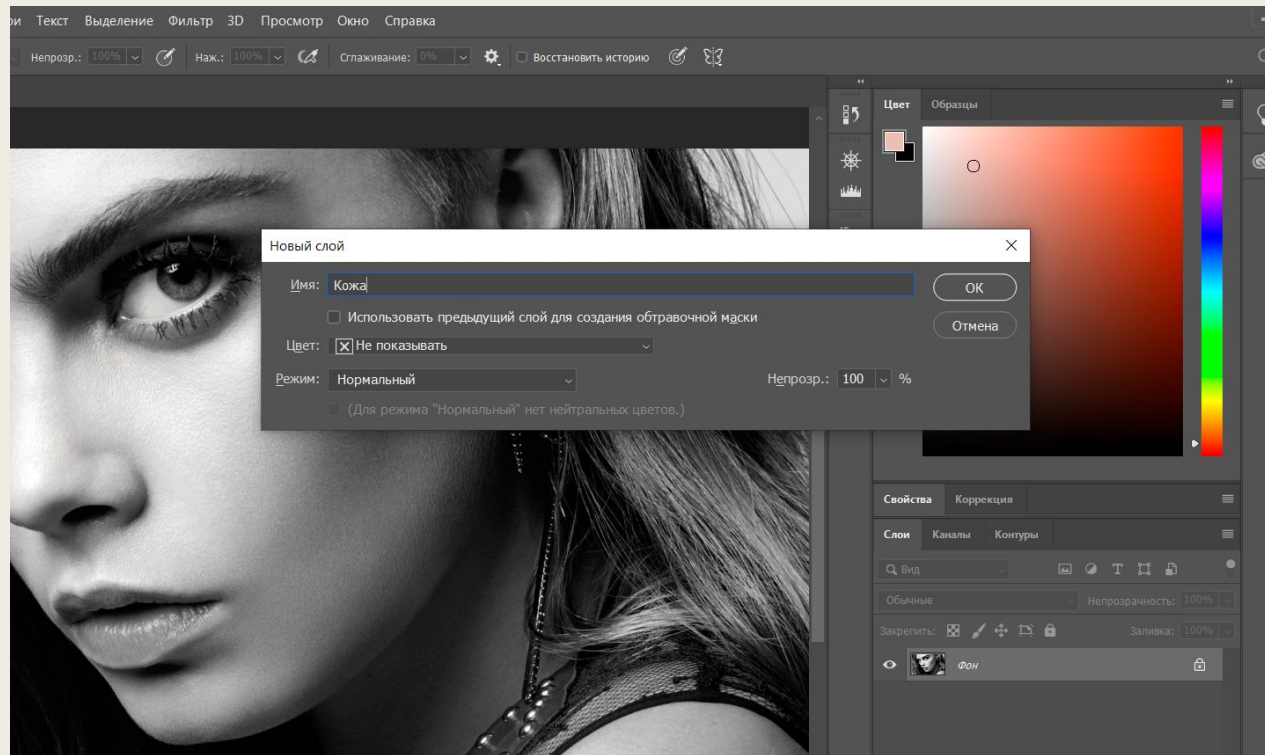 ои Текст Выделение Фильтр 3D Просмотр Окно Справка
Непрозр.: 100% Наж.: 100% Сглаживание: 0% Восстановить историю
Цвет Образцы
Новый слой
Имя: Кожа
ОК
Использовать предыдущий слой для создания обтравочной маски
Отмена
Цвет: Не показывать
Режим: Нормальный Непрозр.: 100 %
(Для режима "Нормальный" нет нейтральных цветов.)
Свойства Коррекция
Слои Каналы Контуры
Вид
Обычные Непрозрачность: 100%
Закрепить: Заливка: 100%
Фон